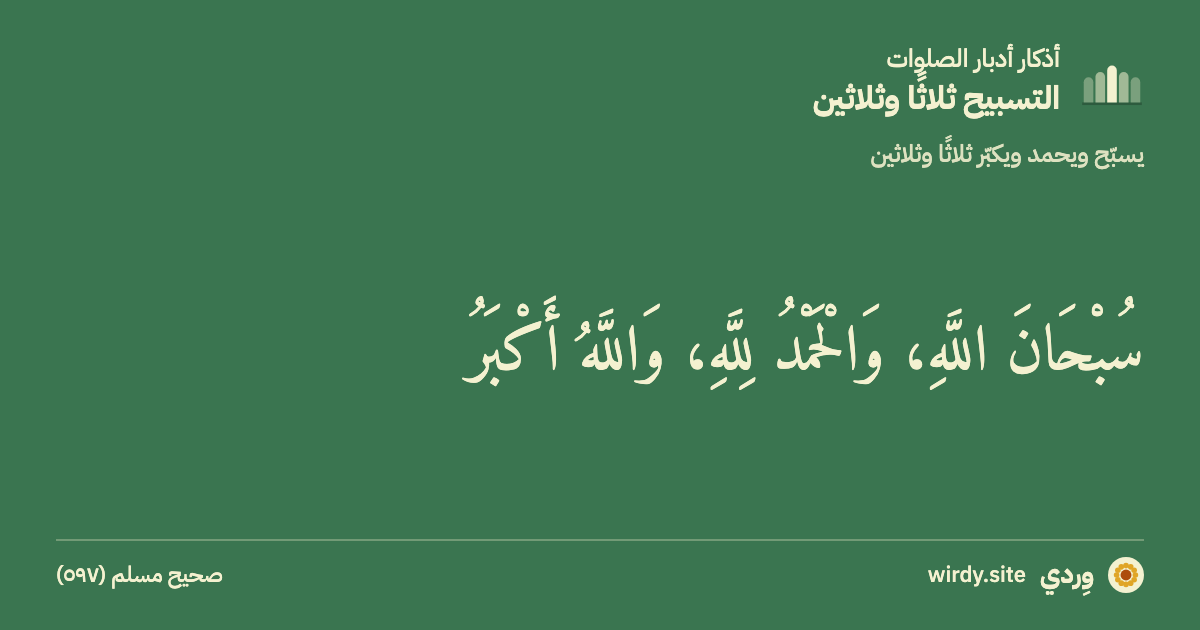 أذكار أدبار الصلوات
التسبيح ثلاثًا وثلاثين
يسبّح ويحمد ويكبّر ثلاثًا وثلاثين
سُبْحَانَ اللَّهِ، وَالْحَمْدُ لِلَّهِ، وَاللَّهُ أَكْبَرُ
وِردي wirdy.site
صحيح مسلم (٥٩٧)